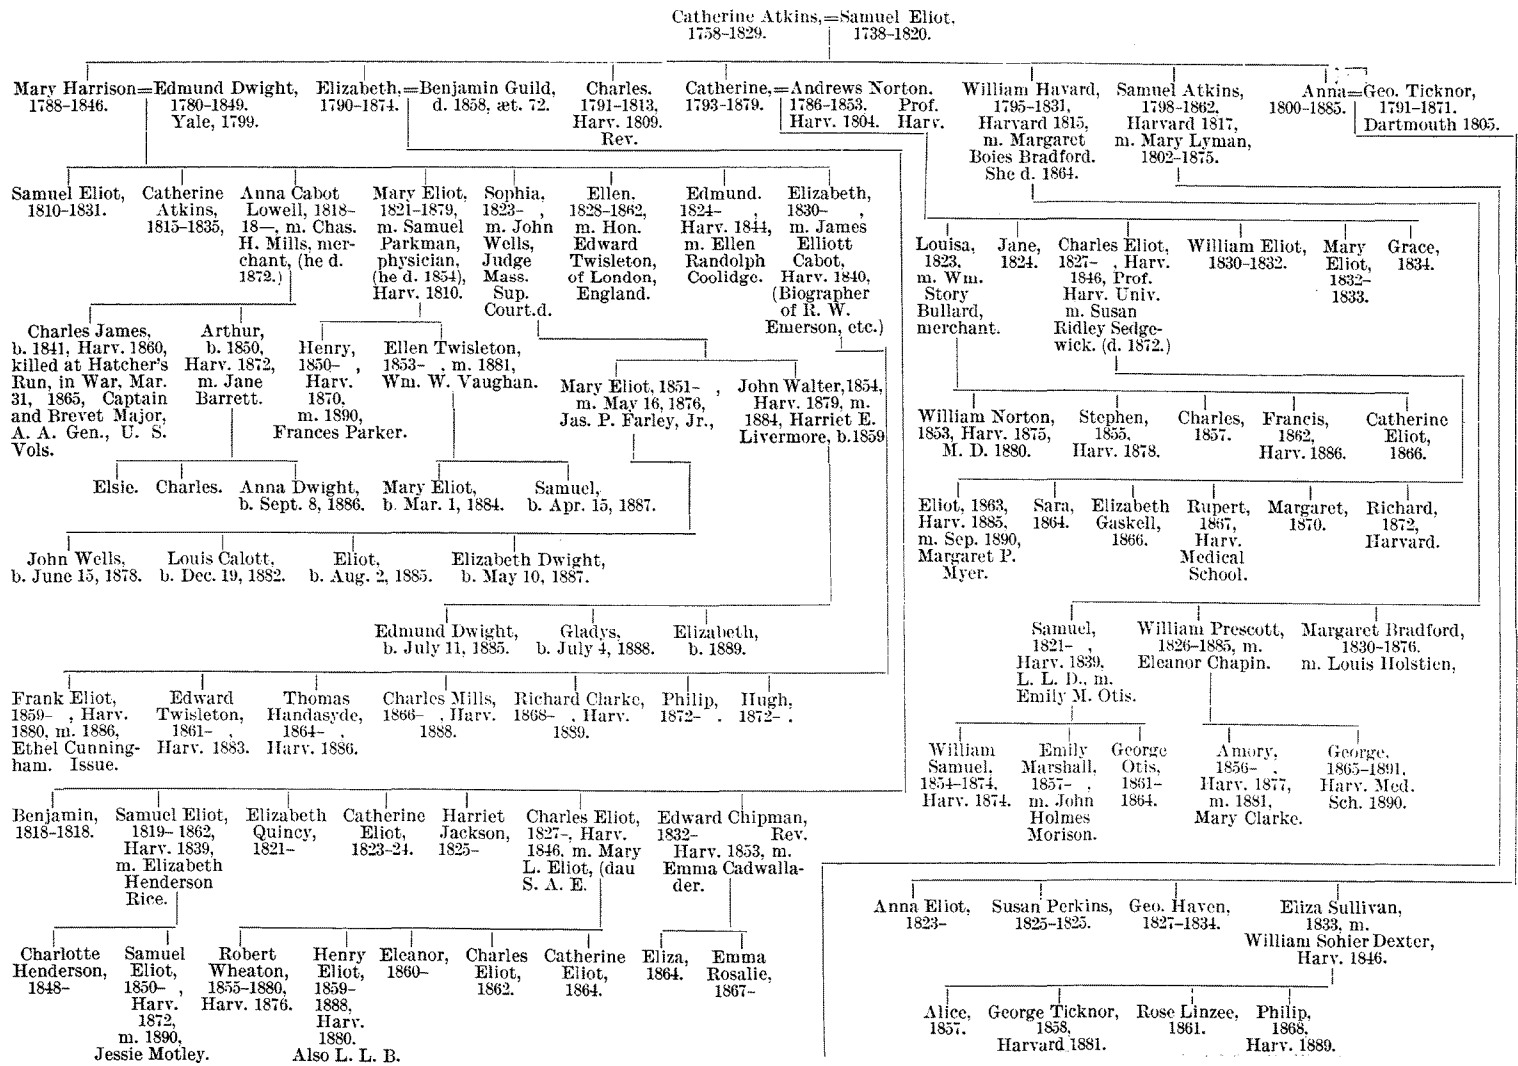 Catherine Atkins,=Samuel Eliot,
1758-1829. 1738-1820.
Mary Harrison=Edmund Dwight,
1788-1846. 1780-1849.
Yale, 1799.
Elizabeth,=Benjamin Guild,
1790-1874. d. 1858, æt. 72.
Charles.
1791-1813,
Harv. 1809.
Rev.
Catherine,=Andrews Norton.
1793-1879. 1786-1853. Prof.
Harv. 1804. Harv.
William Havard,
1795-1831,
Harvard 1815,
m. Margaret
Boies Bradford.
She d. 1864.
Samuel Atkins,
1798-1862,
Harvard 1817,
m. Mary Lyman,
1802-1875.
Anna=Geo. Ticknor,
1800-1885. 1791-1871.
Dartmouth 1805.
Samuel Eliot,
1810-1831.
Catherine
Atkins,
1815-1835,
Anna Cabot
Lowell, 1818-
18—, m. Chas.
H. Mills, mer-
chant, (he d.
1872.)
Mary Eliot,
1821-1879,
m. Samuel
Parkman,
physician,
(he d. 1854),
Harv. 1810.
Sophia,
1823- ,
m. John
Wells,
Judge
Mass.
Sup.
Court.d.
Ellen.
1828-1862,
m. Hon.
Edward
Twisleton,
of London,
England.
Edmund.
1824- ,
Harv. 1844,
m. Ellen
Randolph
Coolidge.
Elizabeth,
1830- ,
m. James
Elliott
Cabot,
Harv. 1840,
(Biographer
of R. W.
Emerson, etc.)
Louisa,
1823,
m. Wm.
Story
Bullard,
merchant.
Jane,
1824.
Charles Eliot,
1827- , Harv.
1846, Prof.
Harv. Univ.
m. Susan
Ridley Sedge-
wick. (d. 1872.)
William Eliot,
1830-1832.
Mary
Eliot,
1832-
1833.
Grace,
1834.
Charles James,
b. 1841, Harv. 1860,
killed at Hatcher's
Run, in War, Mar.
31, 1865, Captain
and Brevet Major,
A. A. Gen., U. S.
Vols.
Arthur,
b. 1850,
Harv. 1872,
m. Jane
Barrett.
Henry,
1850- ,
Harv.
1870,
m. 1890,
Frances Parker.
Ellen Twisleton,
1853- , m. 1881,
Wm. W. Vaughan.
Mary Eliot, 1851- ,
m. May 16, 1876,
Jas. P. Farley, Jr.,
John Walter,1854,
Harv. 1879, m.
1884, Harriet E.
Livermore, b.1859
William Norton,
1853, Harv. 1875,
M. D. 1880.
Stephen,
1855,
Harv. 1878.
Charles,
1857.
Francis,
1862,
Harv. 1886.
Catherine
Eliot,
1866.
Elsie.
Charles.
Anna Dwight,
b. Sept. 8, 1886.
Mary Eliot,
b. Mar. 1, 1884.
Samuel,
b. Apr. 15, 1887.
Eliot, 1863,
Harv. 1885,
m. Sep. 1890,
Margaret P.
Myer.
Sara,
1864.
Elizabeth
Gaskell,
1866.
Rupert,
1867,
Harv.
Medical
School.
Margaret,
1870.
Richard,
1872,
Harvard.
John Wells,
b. June 15, 1878.
Louis Calott,
b. Dec. 19, 1882.
Eliot,
b. Aug. 2, 1885.
Elizabeth Dwight,
b. May 10, 1887.
Edmund Dwight,
b. July 11, 1885.
Gladys,
b. July 4, 1888.
Elizabeth,
b. 1889.
Samuel,
1821- ,
Harv. 1839,
L. L. D., m.
Emily M. Otis.
William Prescott,
1826-1885, m.
Eleanor Chapin.
Margaret Bradford,
1830-1876.
m. Louis Holstien,
Frank Eliot,
1859- , Harv.
1880, m. 1886,
Ethel Cunning-
ham. Issue.
Edward
Twisleton,
1861- ,
Harv. 1883.
Thomas
Handasyde,
1864- ,
Harv. 1886.
Charles Mills,
1866- , Harv.
1888.
Richard Clarke,
1868- , Harv.
1889.
Philip,
1872- .
Hugh,
1872- .
William
Samuel.
1854-1874,
Harv. 1874.
Emily
Marshall,
1857- ,
m. John
Holmes
Morison.
George
Otis,
1861-
1864.
Amory,
1856- ,
Harv. 1877,
m. 1881,
Mary Clarke.
George,
1865-1891,
Harv. Med.
Sch. 1890.
Benjamin,
1818-1818.
Samuel Eliot,
1819- 1862,
Harv. 1839,
m. Elizabeth
Henderson
Rice.
Elizabeth
Quincy,
1821-
Catherine
Eliot,
1823-24.
Harriet
Jackson,
1825-
Charles Eliot,
1827-, Harv.
1846, m. Mary
L. Eliot, (dau
S. A. E.
Edward Chipman,
1832- Rev.
Harv. 1853, m.
Emma Cadwalla-
der.
Anna Eliot,
1823-
Susan Perkins,
1825-1825.
Geo. Haven,
1827-1834.
Eliza Sullivan,
1833, m.
William Sohier Dexter,
Harv. 1846.
Charlotte
Henderson,
1848-
Samuel
Eliot,
1850- ,
Harv.
1872,
m. 1890,
Jessie Motley.
Robert
Wheaton,
1855-1880,
Harv. 1876.
Henry
Eliot,
1859-
1888,
Harv.
1880.
Also L. L. B.
Eleanor,
1860-
Charles
Eliot,
1862.
Catherine
Eliot,
1864.
Eliza,
1864.
Emma
Rosalie,
1867-
Alice,
1857.
George Ticknor,
1858,
Harvard 1881.
Rose Linzee,
1861.
Philip,
1868.
Harv. 1889.